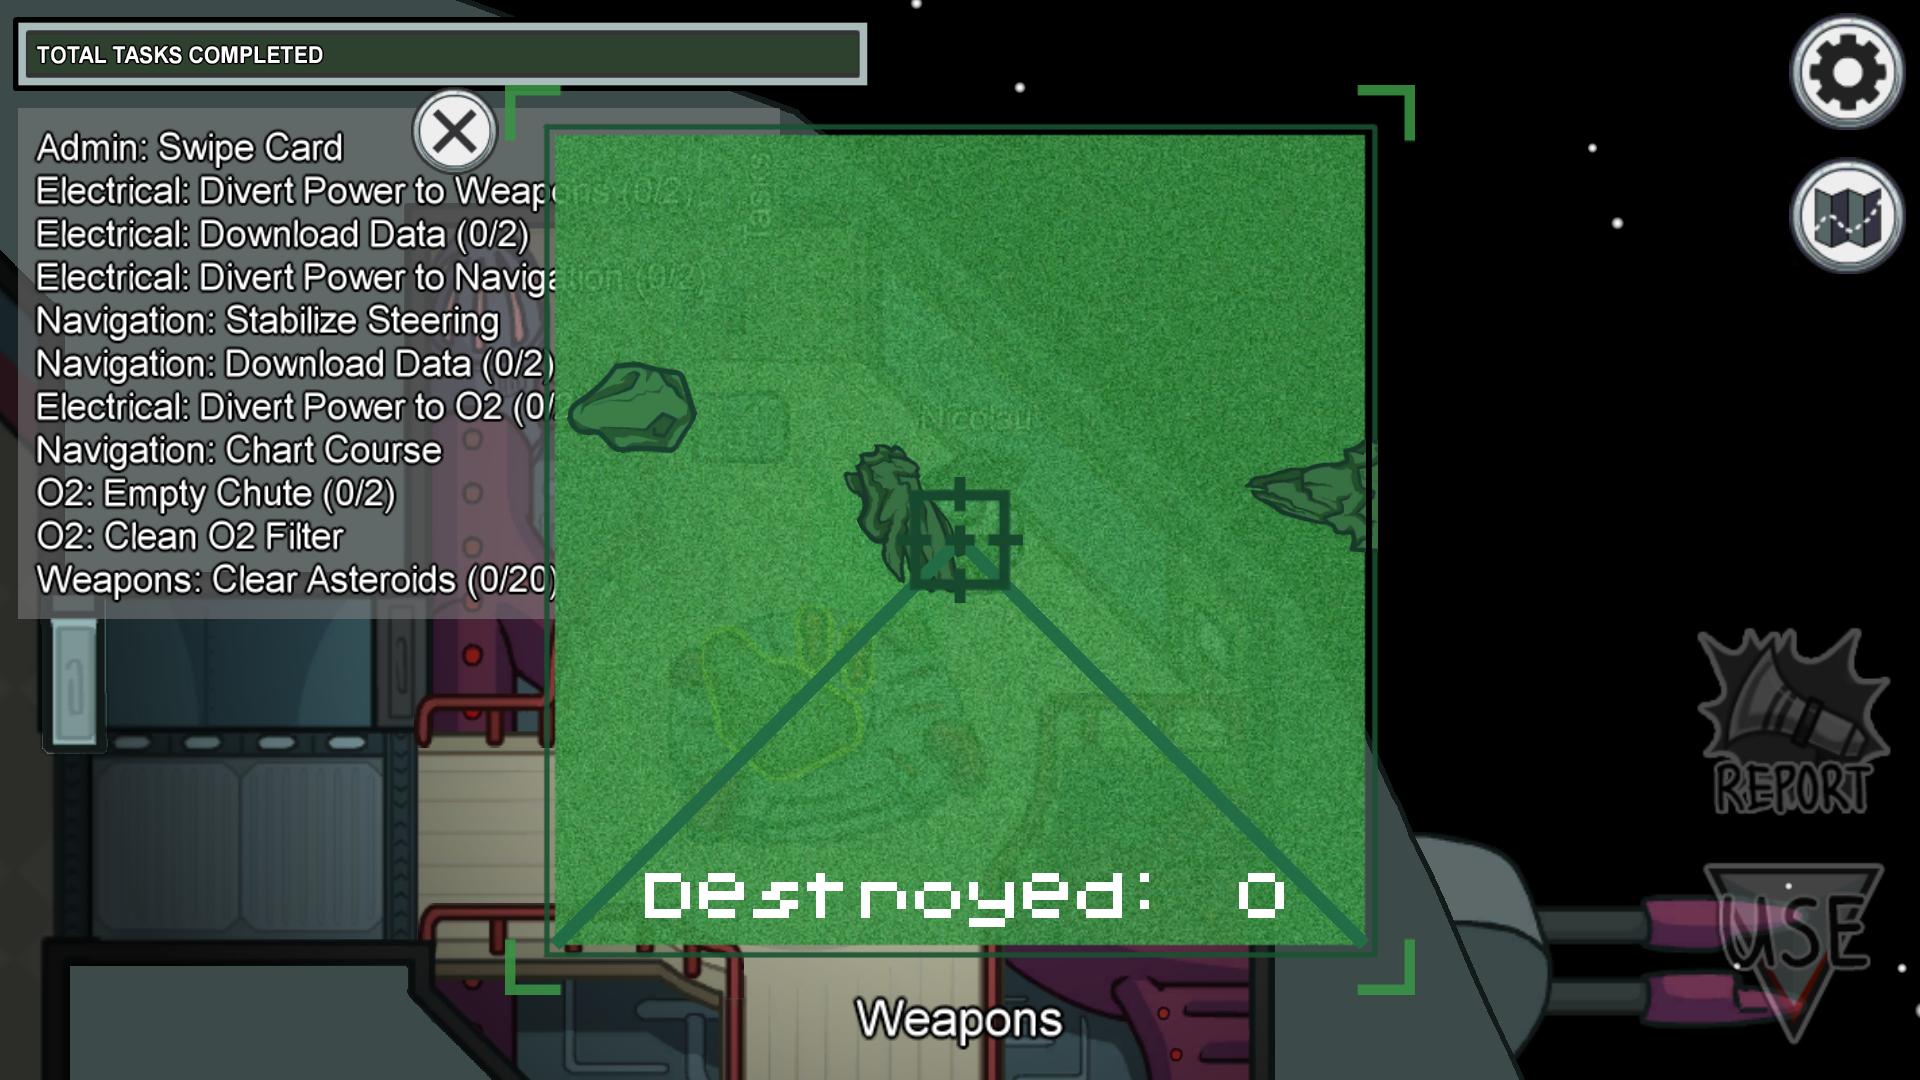 TOTAL TASKS COMPLETED
Admin: Swipe Card
Electrical: Divert Power to Weapons (0/2)
Electrical: Download Data (0/2)
Electrical: Divert Power to Navigation (0/2)
Navigation: Stabilize Steering
Navigation: Download Data (0/2)
Electrical: Divert Power to O2 (0/
Navigation: Chart Course
O2: Empty Chute (0/2)
O2: Clean O2 Filter
Weapons: Clear Asteroids (0/20)
Tasks
Destroyed: 0
Weapons
REPORT
USE